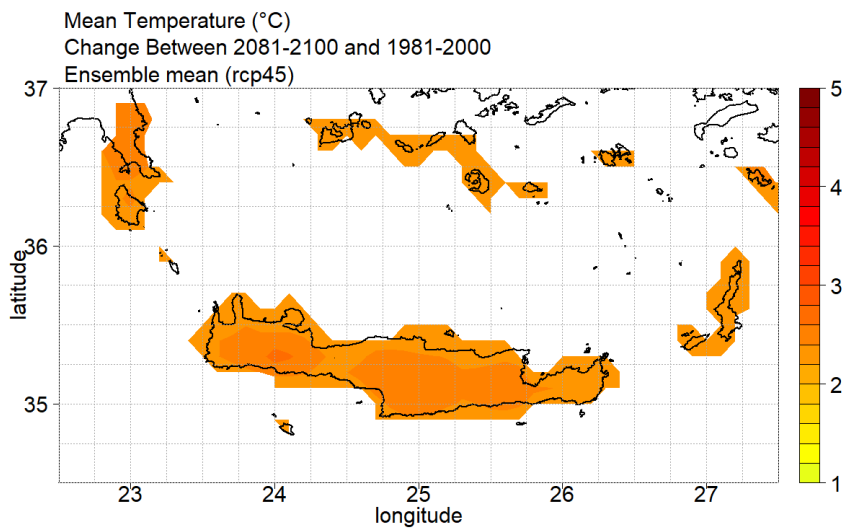 Mean Temperature (°C)
Change Between 2081-2100 and 1981-2000
Ensemble mean (rcp45)
37
36
35
latitude
23
24
25
26
27
longitude
5
4
3
2
1